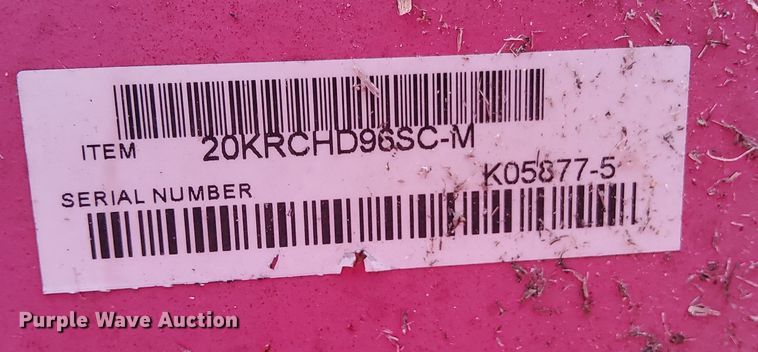 ITEM 20KRCHD96SC-M
SERIAL NUMBER K05877-5
Purple Wave Auction